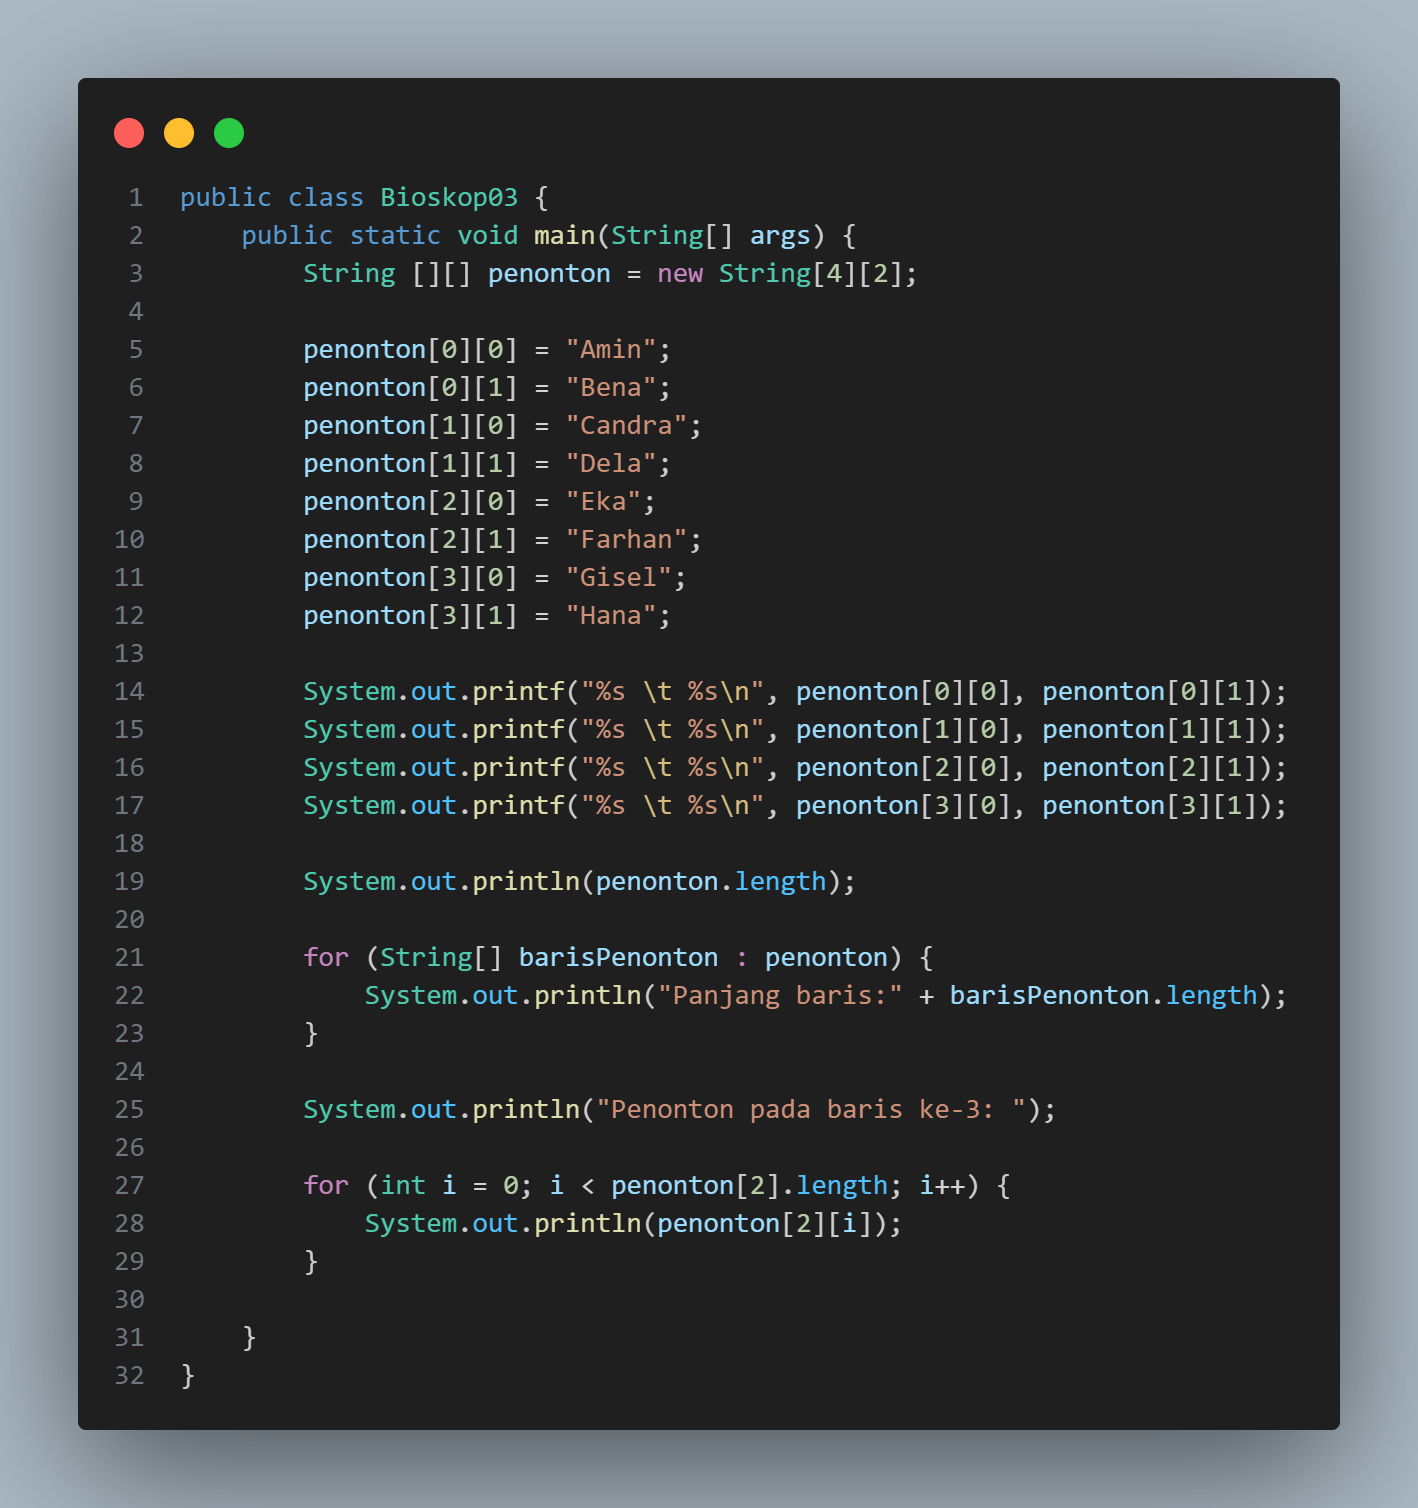 1 public class Bioskop03 {
2     public static void main(String[] args) {
3         String [][] penonton = new String[4][2];
4
5         penonton[0][0] = "Amin";
6         penonton[0][1] = "Bena";
7         penonton[1][0] = "Candra";
8         penonton[1][1] = "Dela";
9         penonton[2][0] = "Eka";
10         penonton[2][1] = "Farhan";
11         penonton[3][0] = "Gisel";
12         penonton[3][1] = "Hana";
13
14         System.out.printf("%s \t %s\n", penonton[0][0], penonton[0][1]);
15         System.out.printf("%s \t %s\n", penonton[1][0], penonton[1][1]);
16         System.out.printf("%s \t %s\n", penonton[2][0], penonton[2][1]);
17         System.out.printf("%s \t %s\n", penonton[3][0], penonton[3][1]);
18
19         System.out.println(penonton.length);
20
21         for (String[] barisPenonton : penonton) {
22             System.out.println("Panjang baris:" + barisPenonton.length);
23         }
24
25         System.out.println("Penonton pada baris ke-3: ");
26
27         for (int i = 0; i < penonton[2].length; i++) {
28             System.out.println(penonton[2][i]);
29         }
30
31     }
32 }